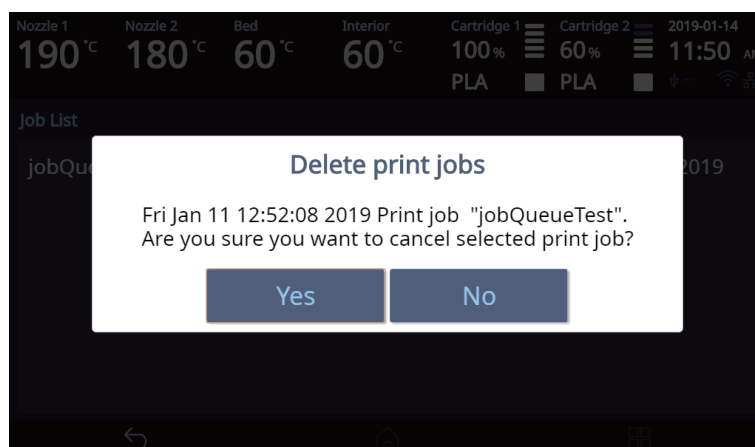 Nozzle 1 Nozzle 2 Bed Interior Cartridge 1 Cartridge 2 2019-01-14
190 °C 180 °C 60 °C 60 °C 100 % 60 % 11:50
PLA PLA
Job List
jobQue 2019
Delete print jobs
Fri Jan 11 12:52:08 2019 Print job "jobQueueTest".
Are you sure you want to cancel selected print job?
Yes No